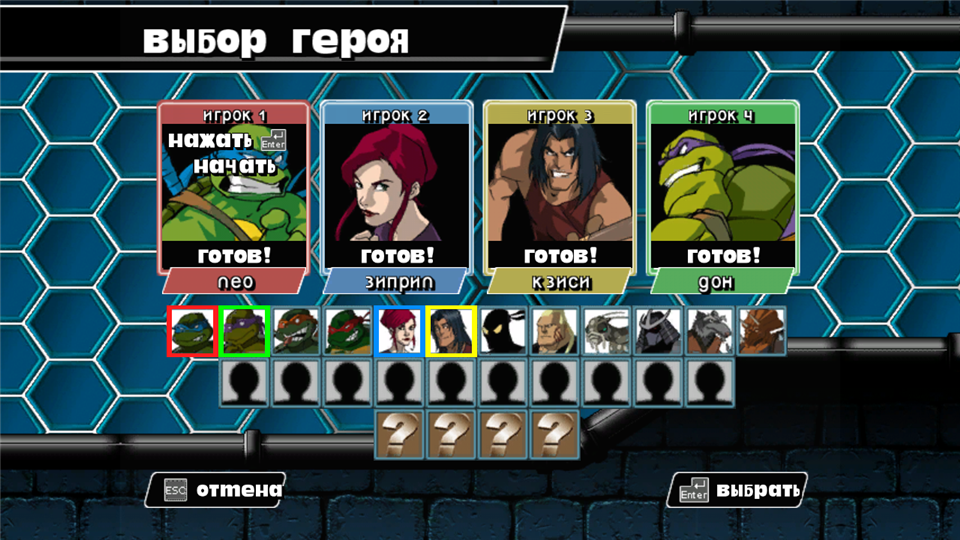 выбор героя
игрок 1
игрок 2
игрок 3
игрок 4
нажать Enter
начать
готов!
готов!
готов!
готов!
лео
эиприл
кэиси
дон
? ? ? ?
ESC отмена
Enter выбрать